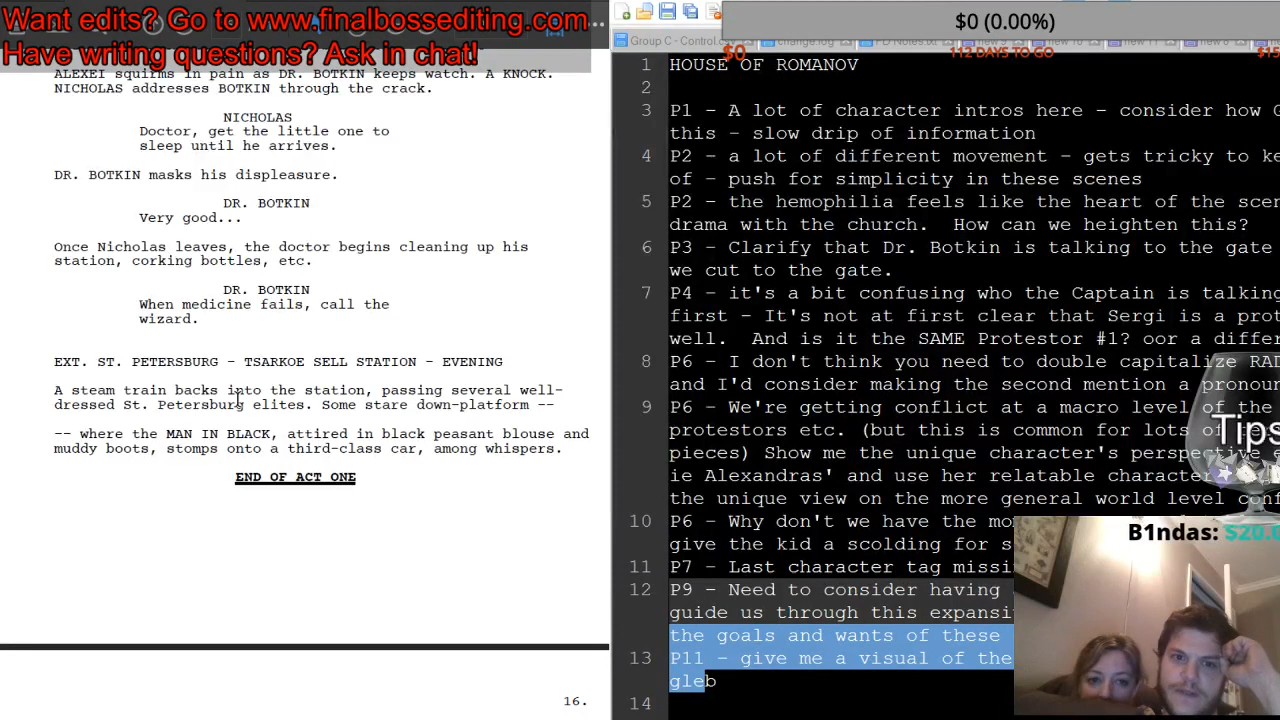 Want edits? Go to www.finalbossediting.com
Have writing questions? Ask in chat!
ALEXEI squirms in pain as DR. BOTKIN keeps watch. A KNOCK.
NICHOLAS addresses BOTKIN through the crack.
NICHOLAS
Doctor, get the little one to
sleep until he arrives.
DR. BOTKIN masks his displeasure.
DR. BOTKIN
Very good...
Once Nicholas leaves, the doctor begins cleaning up his
station, corking bottles, etc.
DR. BOTKIN
When medicine fails, call the
wizard.
EXT. ST. PETERSBURG - TSARKOE SELL STATION - EVENING
A steam train backs into the station, passing several well-
dressed St. Petersburg elites. Some stare down-platform --
-- where the MAN IN BLACK, attired in black peasant blouse and
muddy boots, stomps onto a third-class car, among whispers.
END OF ACT ONE
16.
$0 (0.00%)
Group C - Control
change.log
PD Notes.txt
$0
112 DAYS TO GO
1 HOUSE OF ROMANOV
2
3 P1 - A lot of character intros here - consider how
this - slow drip of information
4 P2 - a lot of different movement - gets tricky to
of - push for simplicity in these scenes
5 P2 - the hemophilia feels like the heart of the
drama with the church. How can we heighten this?
6 P3 - Clarify that Dr. Botkin is talking to the gate
we cut to the gate.
7 P4 - it's a bit confusing who the Captain is
first - It's not at first clear that Sergi is a
well. And is it the SAME Protestor #1? oor a
8 P6 - I don't think you need to double capitalize
and I'd consider making the second mention a
9 P6 - We're getting conflict at a macro level of the
protestors etc. (but this is common for lots of
pieces) Show me the unique character's perspective
ie Alexandras' and use her relatable character
the unique view on the more general world level
10 P6 - Why don't we have the
give the kid a scolding for
11 P7 - Last character tag
12 P9 - Need to consider having
guide us through this
the goals and wants of these
13 P11 - give me a visual of the
gleb
14
Tips
B1ndas: